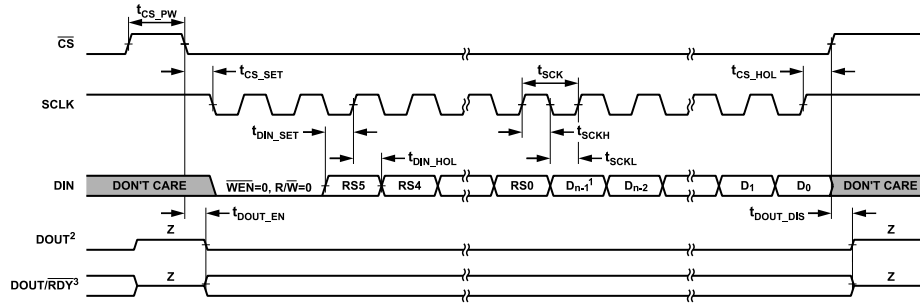 tCS_PW
CS
tCS_SET
tSCK
tCS_HOL
SCLK
tDIN_SET
tDIN_HOL
tSCKH
tSCKL
DIN
DON'T CARE
WEN=0, R/W=0
RS5
RS4
RS0
Dn-1¹
Dn-2
D1
D0
DON'T CARE
tDOUT_EN
tDOUT_DIS
DOUT²
Z
Z
DOUT/RDY³
Z
Z